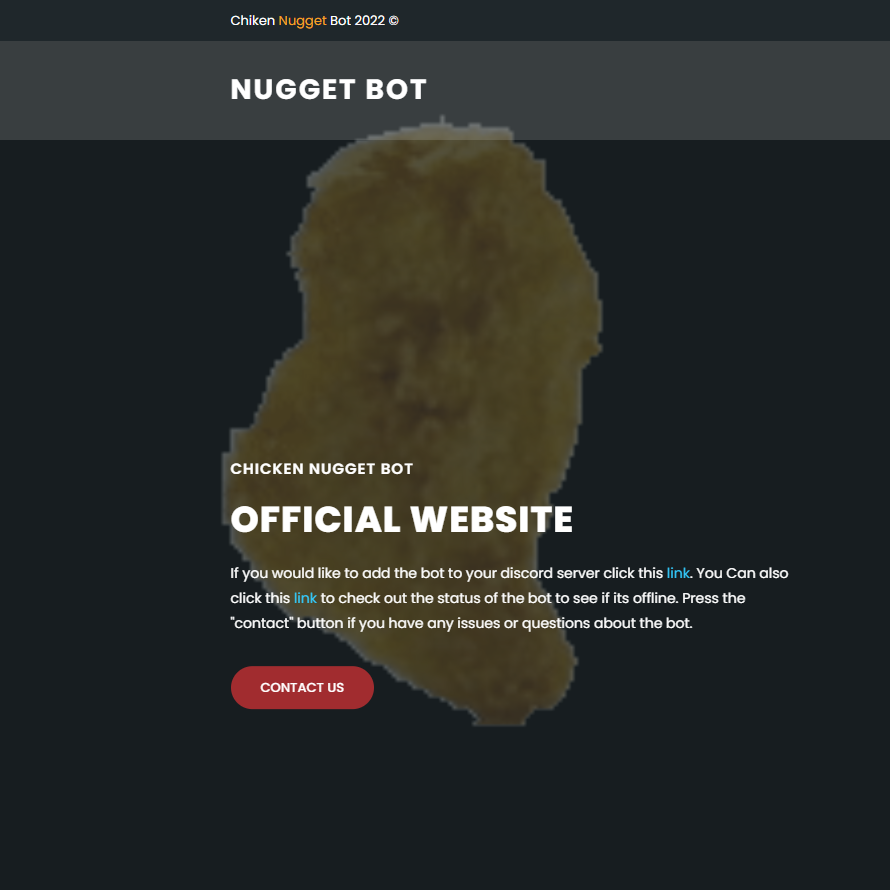 Chiken Nugget Bot 2022 ©
NUGGET BOT
CHICKEN NUGGET BOT
OFFICIAL WEBSITE
If you would like to add the bot to your discord server click this link. You Can also
click this link to check out the status of the bot to see if its offline. Press the
"contact" button if you have any issues or questions about the bot.
CONTACT US